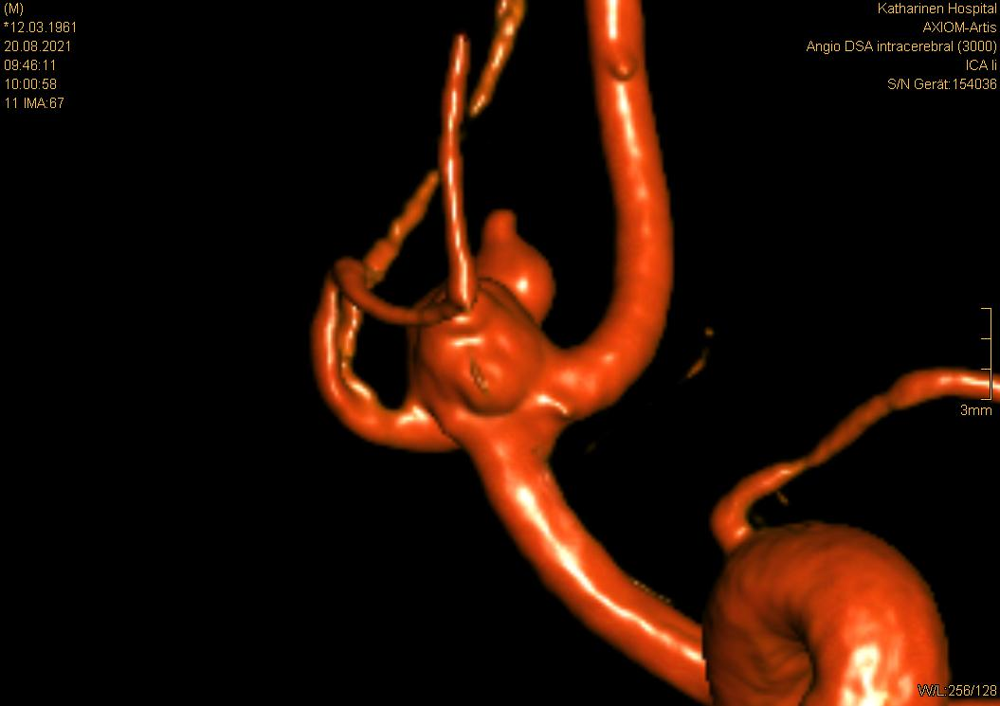 (M)
*12.03.1961
20.08.2021
09:46:11
10:00:58
11 IMA:67
Katharinen Hospital
AXIOM-Artis
Angio DSA intracerebral (3000)
ICA li
S/N Gerät:154036
3mm
W/L:256/128